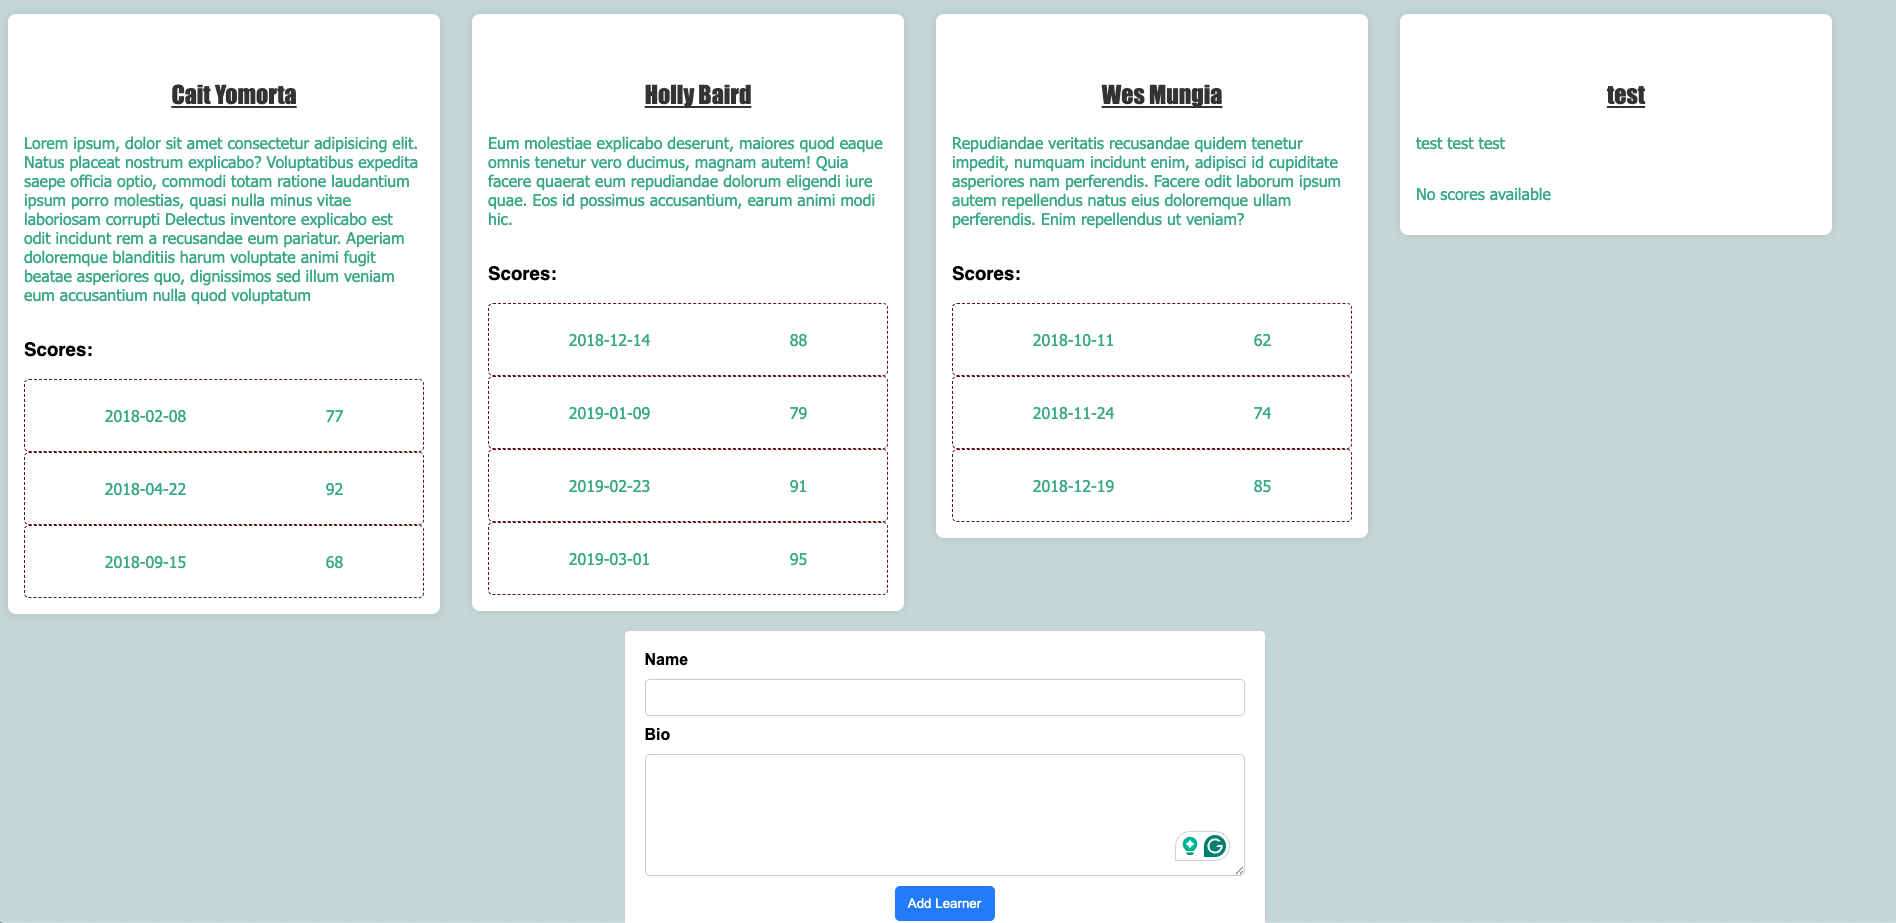 Cait Yomorta
Lorem ipsum, dolor sit amet consectetur adipisicing elit.
Natus placeat nostrum explicabo? Voluptatibus expedita
saepe officia optio, commodi totam ratione laudantium
ipsum porro molestias, quasi nulla minus vitae
laboriosam corrupti Delectus inventore explicabo est
odit incidunt rem a recusandae eum pariatur. Aperiam
doloremque blanditiis harum voluptate animi fugit
beatae asperiores quo, dignissimos sed illum veniam
eum accusantium nulla quod voluptatum
Scores:
2018-02-08 77
2018-04-22 92
2018-09-15 68
Holly Baird
Eum molestiae explicabo deserunt, maiores quod eaque
omnis tenetur vero ducimus, magnam autem! Quia
facere quaerat eum repudiandae dolorum eligendi iure
quae. Eos id possimus accusantium, earum animi modi
hic.
Scores:
2018-12-14 88
2019-01-09 79
2019-02-23 91
2019-03-01 95
Wes Mungia
Repudiandae veritatis recusandae quidem tenetur
impedit, numquam incidunt enim, adipisci id cupiditate
asperiores nam perferendis. Facere odit laborum ipsum
autem repellendus natus eius doloremque ullam
perferendis. Enim repellendus ut veniam?
Scores:
2018-10-11 62
2018-11-24 74
2018-12-19 85
test
test test test
No scores available
Name
Bio
Add Learner